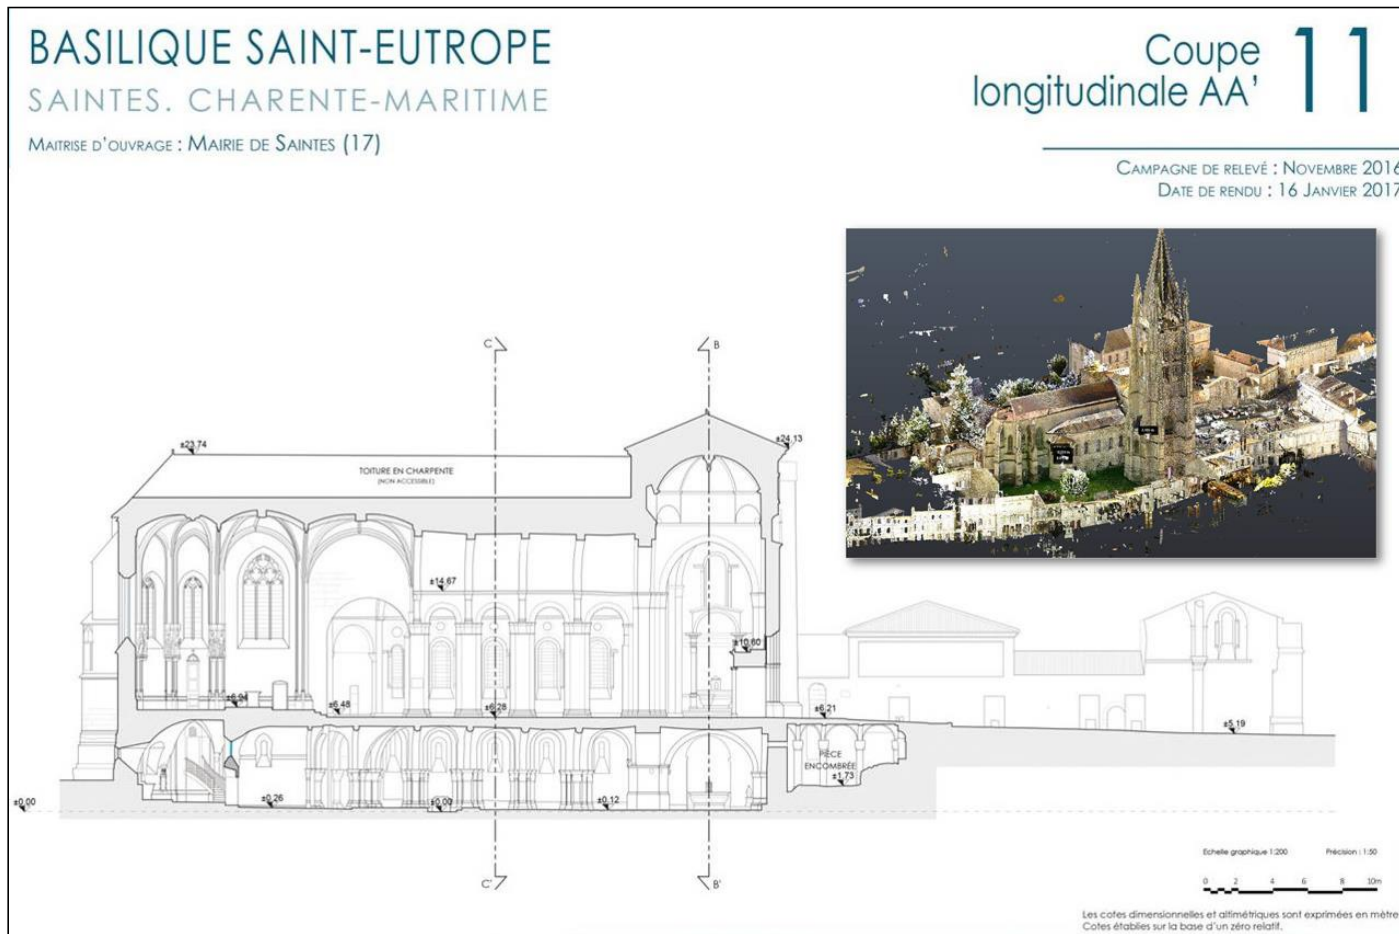 BASILIQUE SAINT-EUTROPE
SAINTES. CHARENTE-MARITIME
MAITRISE D'OUVRAGE : MAIRIE DE SAINTES (17)
Coupe
longitudinale AA'
11
CAMPAGNE DE RELEVÉ : NOVEMBRE 2016
DATE DE RENDU : 16 JANVIER 2017
C
B
±23.74
±24.13
TOITURE EN CHARPENTE
(NON ACCESSIBLE)
±14.67
±10.60
±6.94
±6.48
±6.28
±6.21
±5.19
PIÈCE
ENCOMBRÉE
±1.73
±0.00
±0.26
±0.00
±0.12
C'
B'
Echelle graphique 1:200
Précision : 1:50
0 2 4 6 8 10m
Les cotes dimensionnelles et altimétriques sont exprimées en mètre
Cotes établies sur la base d'un zéro relatif.